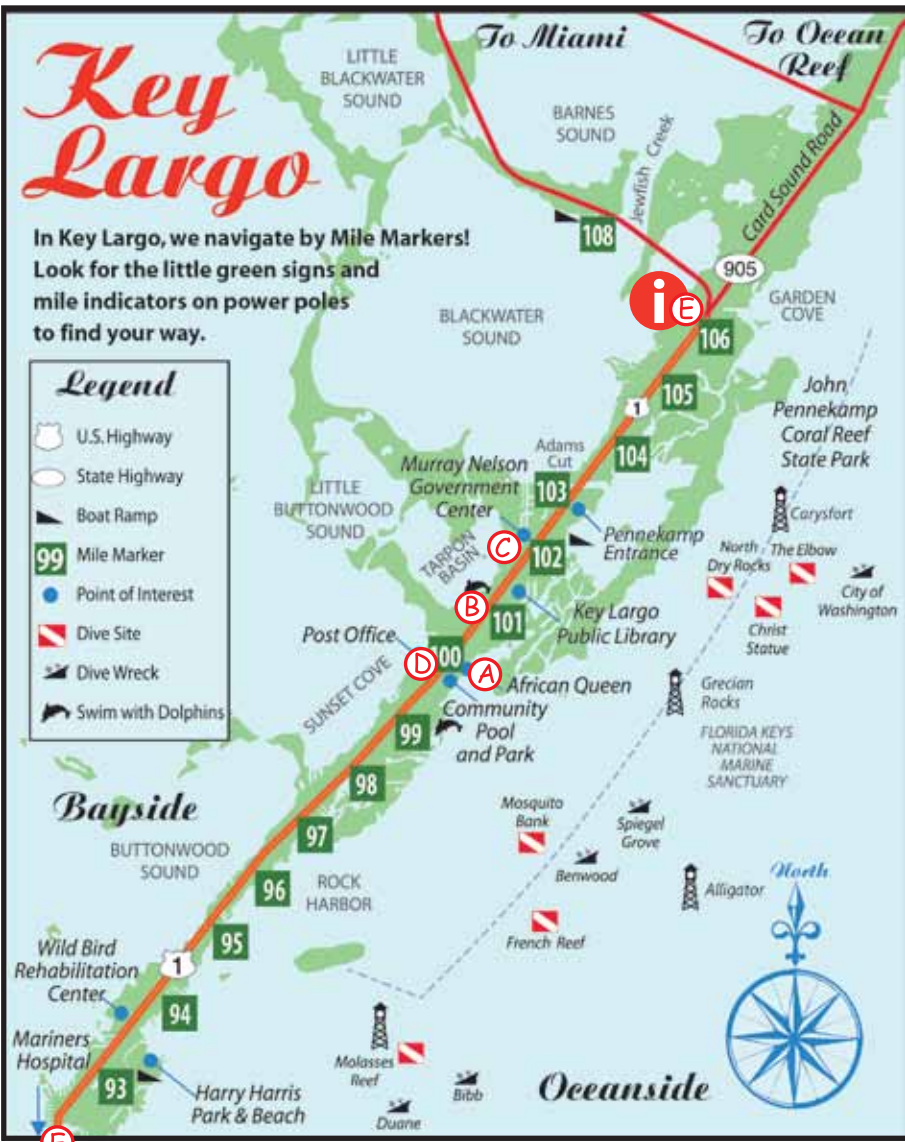 To Miami
To Ocean
Reef
Key
Largo
LITTLE
BLACKWATER
SOUND
BARNES
SOUND
Jewfish Creek
Card Sound Road
In Key Largo, we navigate by Mile Markers!
Look for the little green signs and
mile indicators on power poles
to find your way.
108
905
i
E
GARDEN
COVE
BLACKWATER
SOUND
106
Legend
U.S. Highway
State Highway
Boat Ramp
99 Mile Marker
Point of Interest
Dive Site
Dive Wreck
Swim with Dolphins
105
1
104
John
Pennekamp
Coral Reef
State Park
Adams
Cut
Murray Nelson
Government
Center
103
LITTLE
BUTTONWOOD
SOUND
Pennekamp
Entrance
Carysfort
C
102
TARPON
BASIN
North
Dry Rocks
The Elbow
City of
Washington
Christ
Statue
B
101
Key Largo
Public Library
Post Office
D
100
A
African Queen
SUNSET COVE
Community
Pool
and Park
Grecian
Rocks
FLORIDA KEYS
NATIONAL
MARINE
SANCTUARY
99
98
Bayside
97
Mosquito
Bank
Spiegel
Grove
Benwood
BUTTONWOOD
SOUND
96
ROCK
HARBOR
Alligator
North
French Reef
95
Wild Bird
Rehabilitation
Center
1
94
Mariners
Hospital
93
Harry Harris
Park & Beach
Molasses
Reef
Bibb
Duane
Oceanside